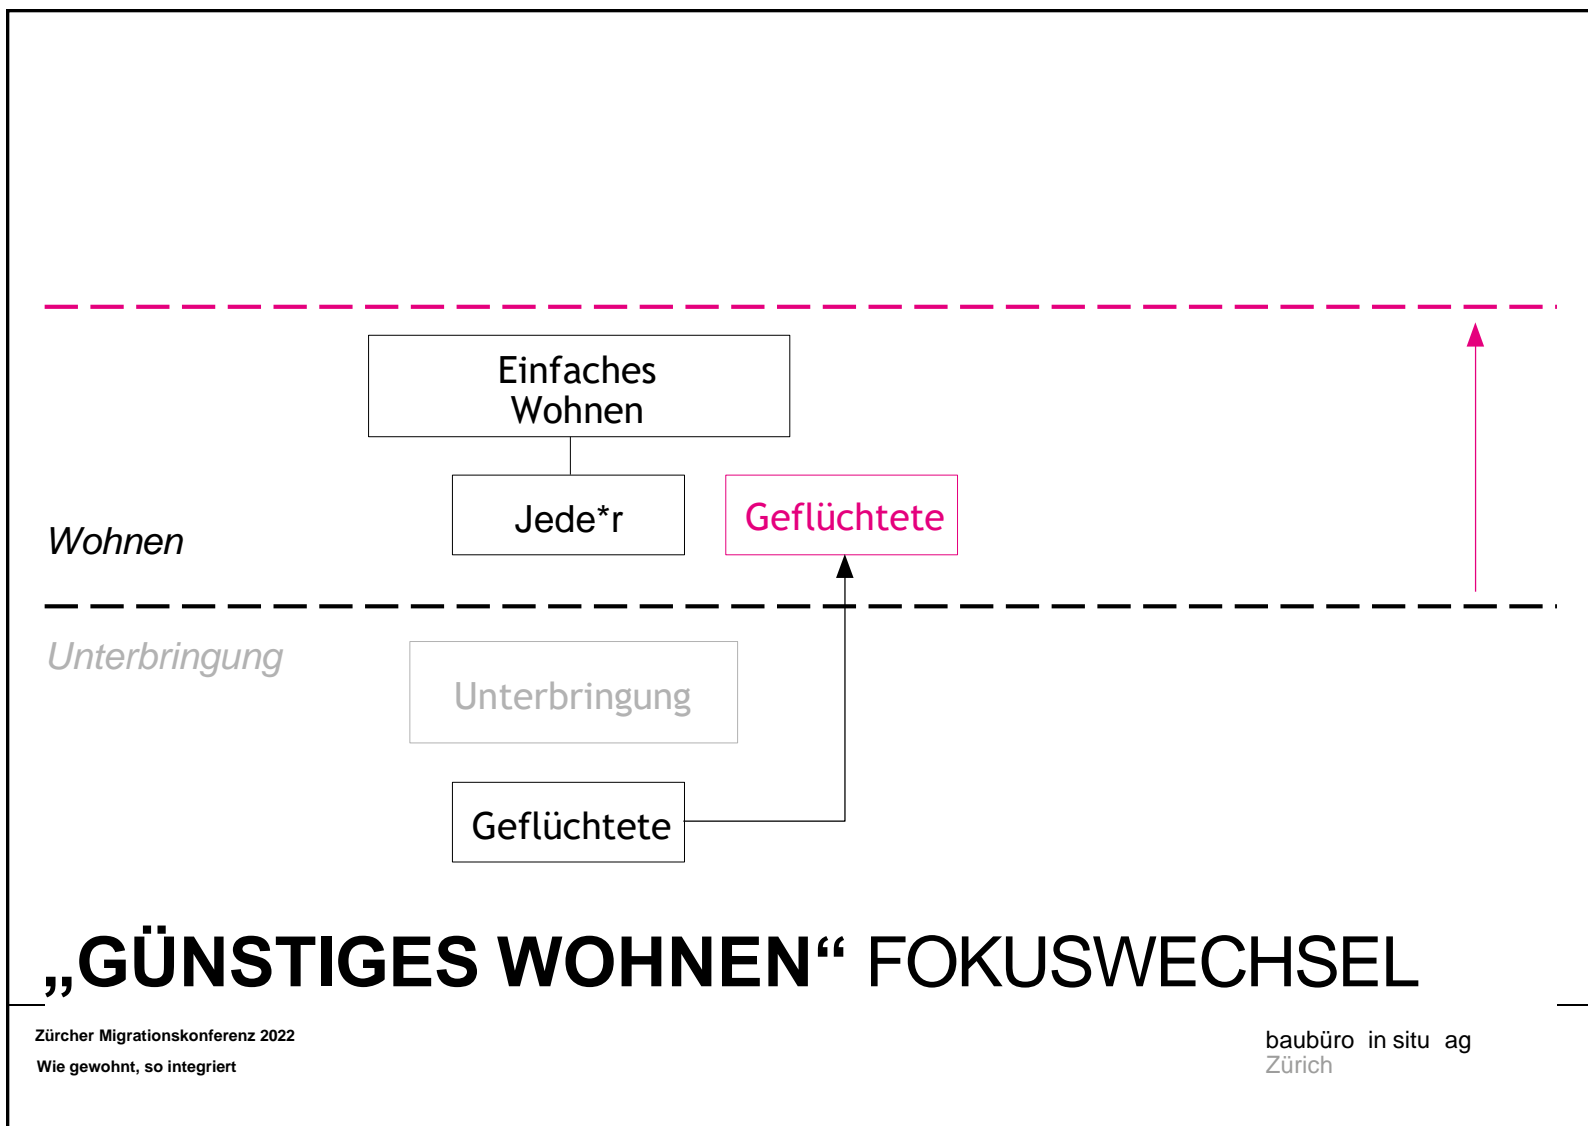 Einfaches
Wohnen
Jede*r
Geflüchtete
Wohnen
Unterbringung
Unterbringung
Geflüchtete
„GÜNSTIGES WOHNEN“ FOKUSWECHSEL
Zürcher Migrationskonferenz 2022
Wie gewohnt, so integriert
baubüro in situ ag
Zürich